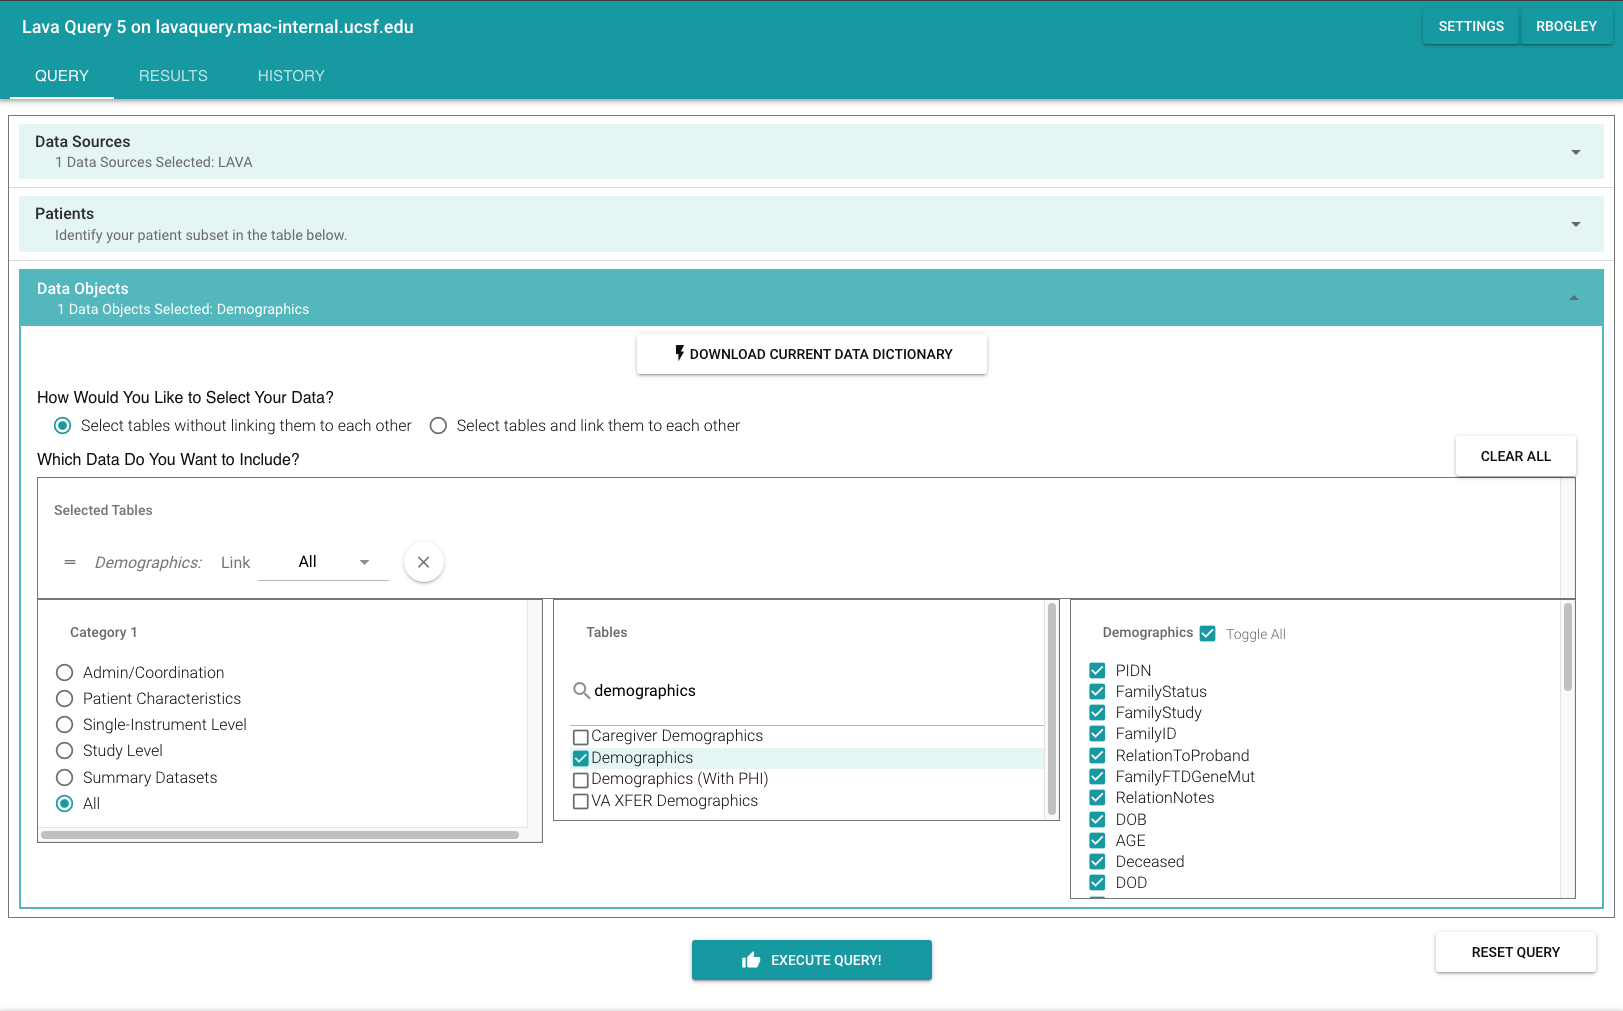 Lava Query 5 on lavaquery.mac-internal.ucsf.edu
SETTINGS
RBOGLEY
QUERY
RESULTS
HISTORY
Data Sources
1 Data Sources Selected: LAVA
Patients
Identify your patient subset in the table below.
Data Objects
1 Data Objects Selected: Demographics
DOWNLOAD CURRENT DATA DICTIONARY
How Would You Like to Select Your Data?
Select tables without linking them to each other
Select tables and link them to each other
Which Data Do You Want to Include?
CLEAR ALL
Selected Tables
Demographics: Link All
Category 1
Admin/Coordination
Patient Characteristics
Single-Instrument Level
Study Level
Summary Datasets
All
Tables
demographics
Caregiver Demographics
Demographics
Demographics (With PHI)
VA XFER Demographics
Demographics
Toggle All
PIDN
FamilyStatus
FamilyStudy
FamilyID
RelationToProband
FamilyFTDGeneMut
RelationNotes
DOB
AGE
Deceased
DOD
EXECUTE QUERY!
RESET QUERY